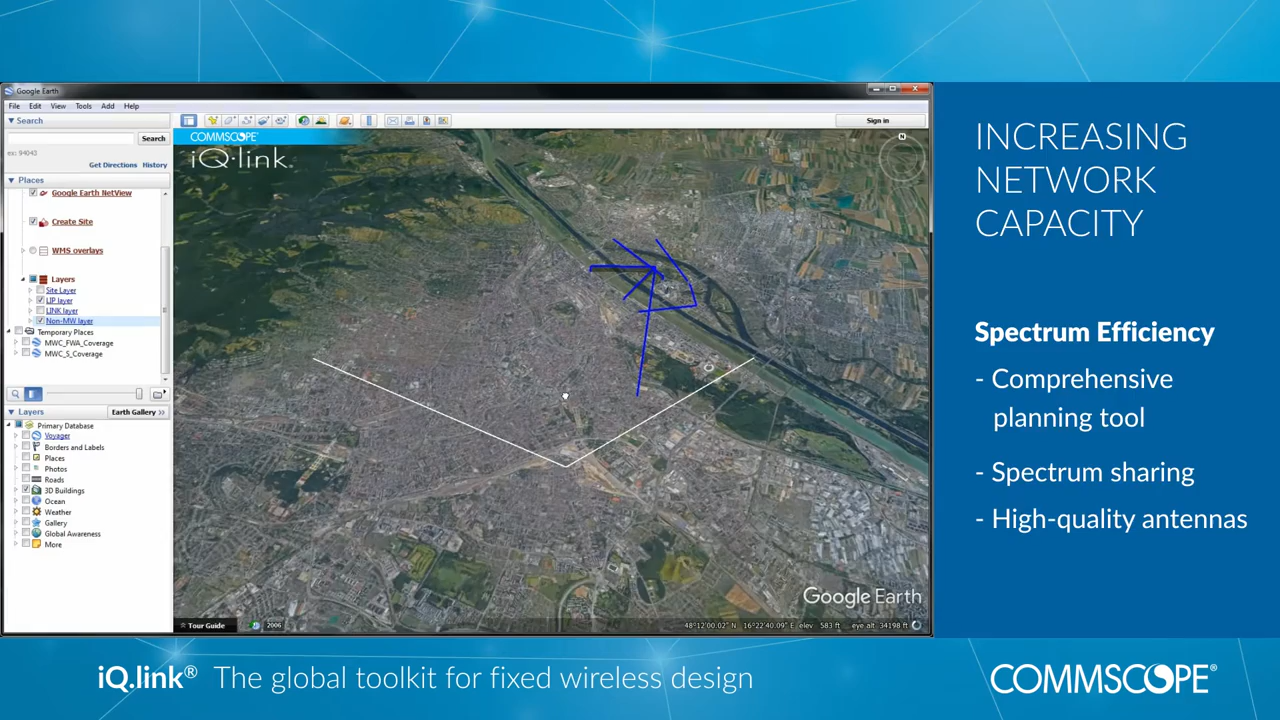 Google Earth
File Edit View Tools Add Help
Search
Search
ex: 94043
Get Directions History
Places
Google Earth NetView
Create Site
WMS overlays
Layers
Site Layer
LIP layer
LINK layer
Non-MW layer
Temporary Places
MWC_FWA_Coverage
MWC_S_Coverage
Layers
Earth Gallery >>
Primary Database
Voyager
Borders and Labels
Places
Photos
Roads
3D Buildings
Ocean
Weather
Gallery
Global Awareness
More
Sign in
COMMSCOPE®
iQ·link®
N
Google Earth
Tour Guide
2006
48°12'00.02" N 16°22'40.09" E elev 583 ft eye alt 34198 ft
INCREASING
NETWORK
CAPACITY
Spectrum Efficiency
- Comprehensive
planning tool
- Spectrum sharing
- High-quality antennas
iQ.link® The global toolkit for fixed wireless design
COMMSCOPE®